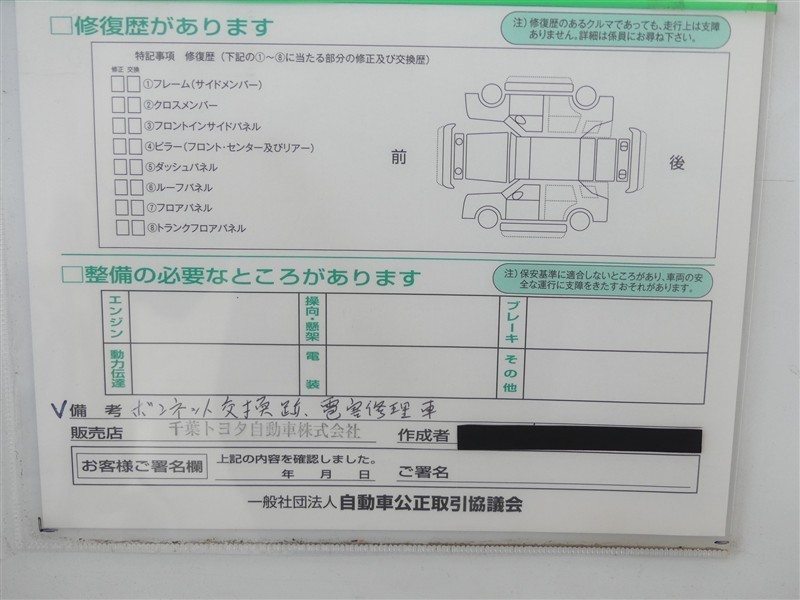 □修復歴があります
注）修復歴のあるクルマであっても、走行上は支障
ありません。詳細は係員にお尋ね下さい。
特記事項　修復歴（下記の①～⑧に当たる部分の修正及び交換歴）
修正 交換
①フレーム（サイドメンバー）
②クロスメンバー
③フロントインサイドパネル
④ピラー（フロント・センター及びリアー）
⑤ダッシュパネル
⑥ルーフパネル
⑦フロアパネル
⑧トランクフロアパネル
前
後
□整備の必要なところがあります
注）保安基準に適合しないところがあり、車両の安
全な運行に支障をきたすおそれがあります。
エンジン
操向・懸架
ブレーキ
動力伝達
電装
その他
備考 ボンネット交換跡、雹害修理車
販売店 千葉トヨタ自動車株式会社 作成者
お客様ご署名欄
上記の内容を確認しました。
年　月　日 ご署名
一般社団法人 自動車公正取引協議会